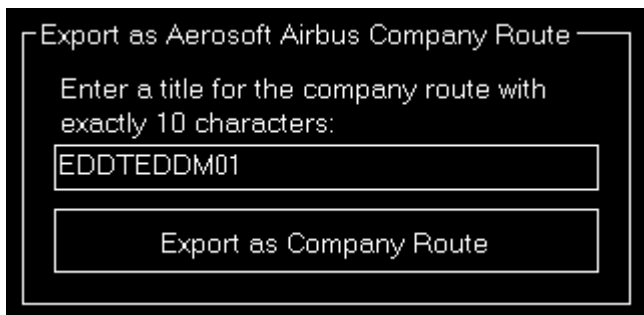 Export as Aerosoft Airbus Company Route
Enter a title for the company route with
exactly 10 characters:
EDDTEDDM01
Export as Company Route